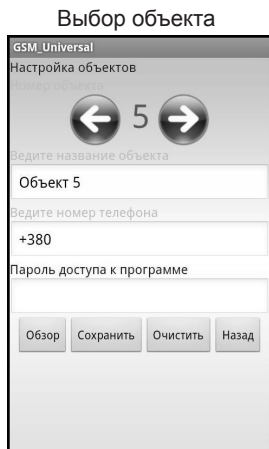 Выбор объекта
GSM_Universal
Настройка объектов
Номер объекта
5
Ведите название объекта
Объект 5
Ведите номер телефона
+380
Пароль доступа к программе
Обзор Сохранить Очистить Назад